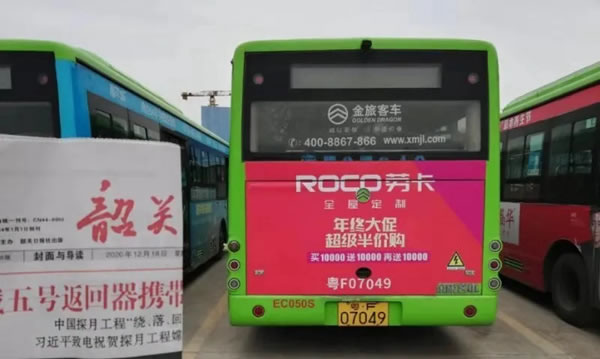 韶关
封面与导读
2020年12月18日
五号返回器携带
中国探月工程“绕、落、回
习近平致电祝贺探月工程嫦
金旅客车
GOLDEN DRAGON
400-8867-866 www.xmjl.com
ROCO劳卡
全屋定制
年终大促
超级半价购
买10000送10000再送10000
粤F07049
EC050S
粤·F
07049